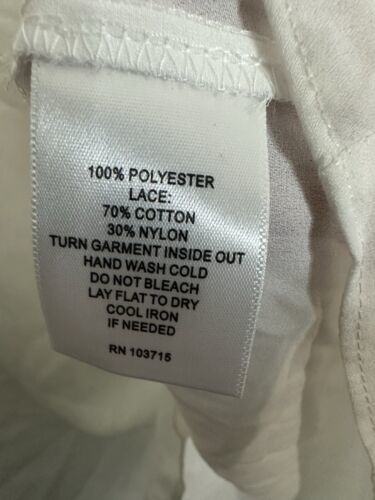 100% POLYESTER
LACE:
70% COTTON
30% NYLON
TURN GARMENT INSIDE OUT
HAND WASH COLD
DO NOT BLEACH
LAY FLAT TO DRY
COOL IRON
IF NEEDED
RN 103715